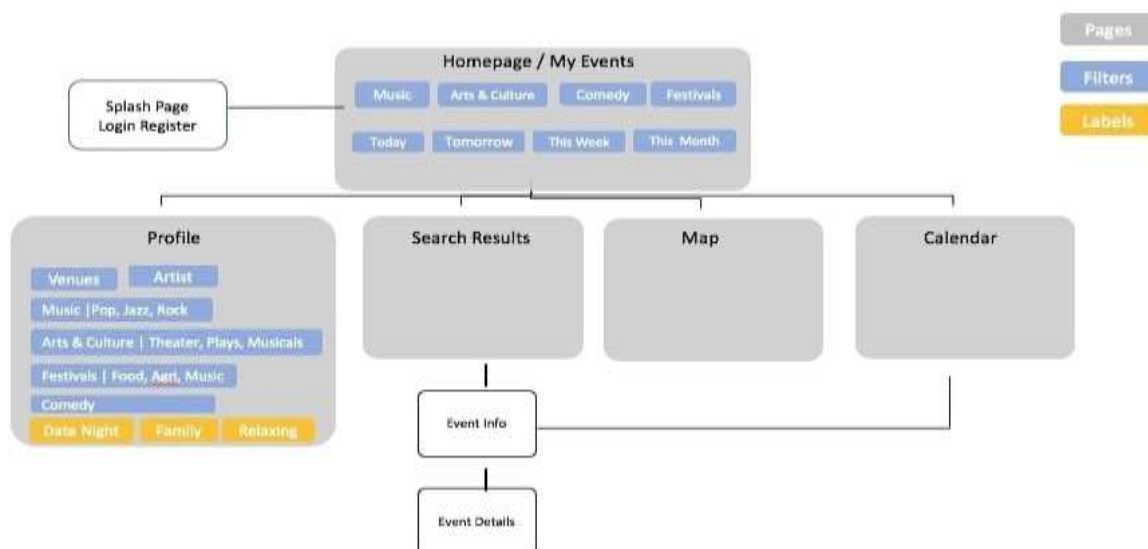 Pages
Filters
Labels
Homepage / My Events
Music Arts & Culture Comedy Festivals
Today Tomorrow This Week This Month
Splash Page
Login Register
Profile
Venues Artist
Music |Pop, Jazz, Rock
Arts & Culture | Theater, Plays, Musicals
Festivals | Food, Agri, Music
Comedy
Date Night Family Relaxing
Search Results
Map
Calendar
Event Info
Event Details